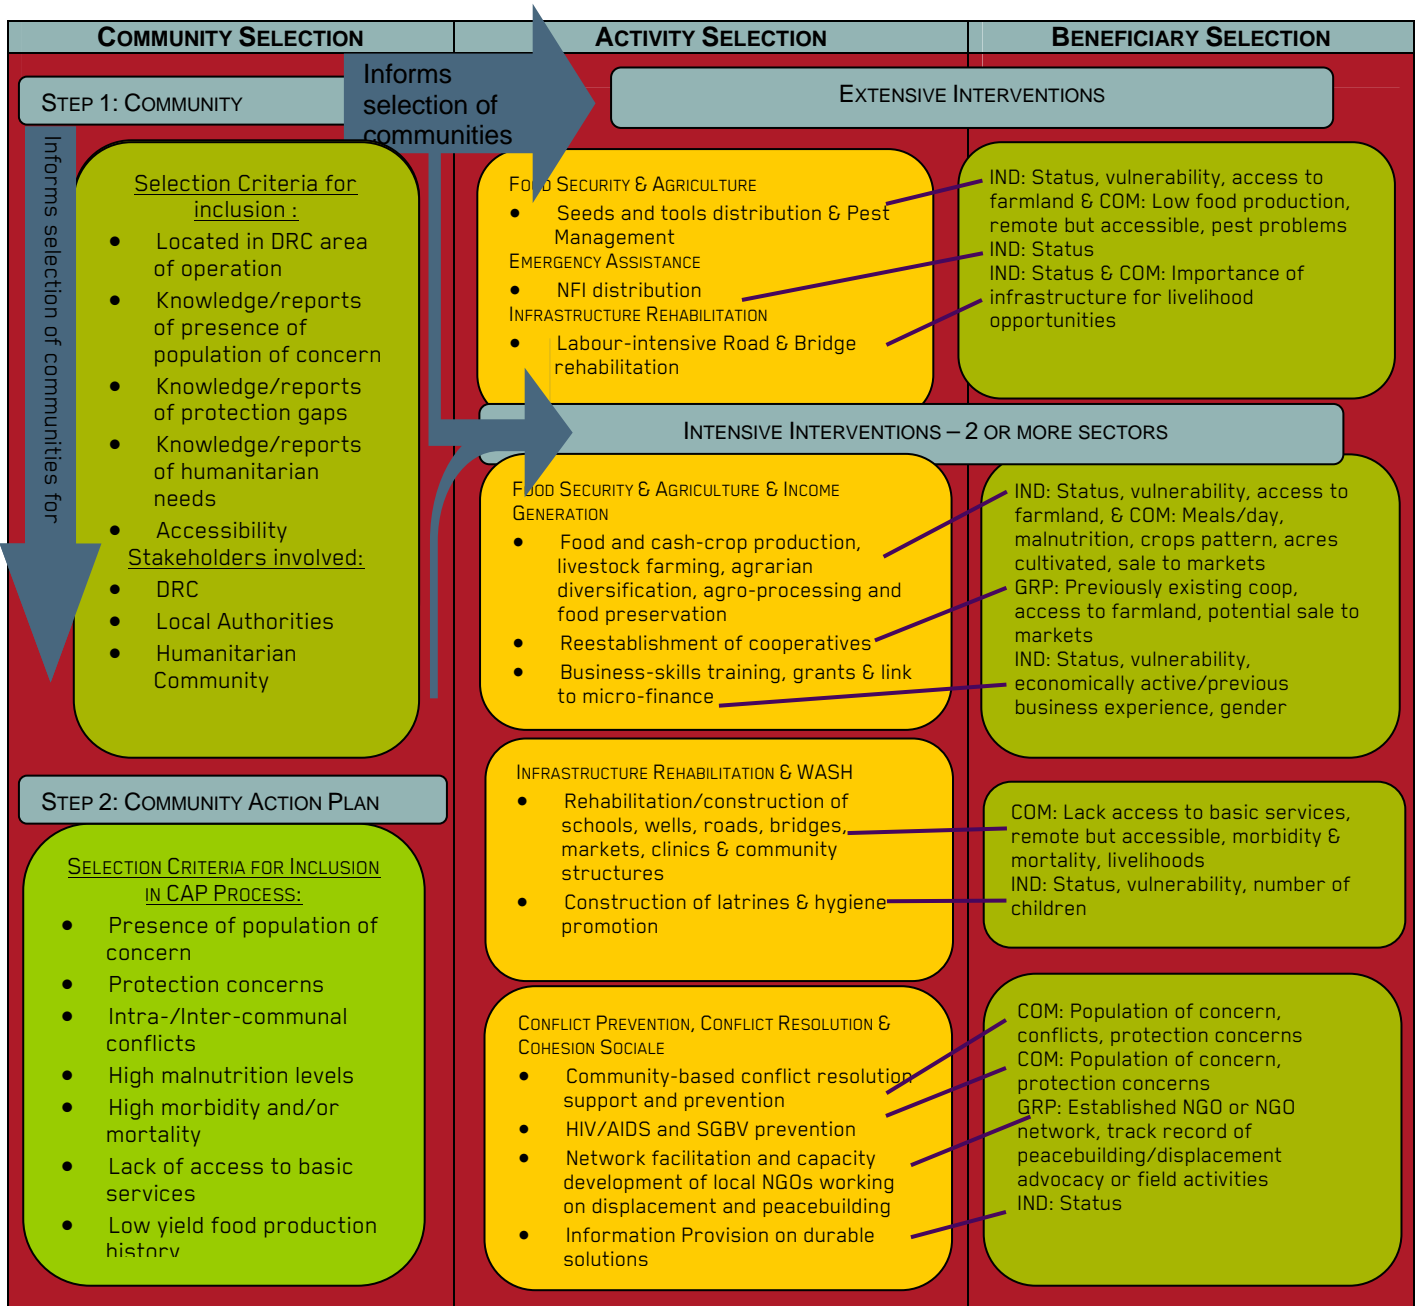 COMMUNITY SELECTION
ACTIVITY SELECTION
BENEFICIARY SELECTION
STEP 1: COMMUNITY
Informs
selection of
communities
EXTENSIVE INTERVENTIONS
Informs selection of communities for
Selection Criteria for
inclusion :
• Located in DRC area
of operation
• Knowledge/reports
of presence of
population of concern
• Knowledge/reports
of protection gaps
• Knowledge/reports
of humanitarian
needs
• Accessibility
Stakeholders involved:
• DRC
• Local Authorities
• Humanitarian
Community
STEP 2: COMMUNITY ACTION PLAN
SELECTION CRITERIA FOR INCLUSION
IN CAP PROCESS:
• Presence of population of
concern
• Protection concerns
• Intra-/Inter-communal
conflicts
• High malnutrition levels
• High morbidity and/or
mortality
• Lack of access to basic
services
• Low yield food production
history
FOOD SECURITY & AGRICULTURE
• Seeds and tools distribution & Pest
Management
EMERGENCY ASSISTANCE
• NFI distribution
INFRASTRUCTURE REHABILITATION
• Labour-intensive Road & Bridge
rehabilitation
IND: Status, vulnerability, access to
farmland & COM: Low food production,
remote but accessible, pest problems
IND: Status
IND: Status & COM: Importance of
infrastructure for livelihood
opportunities
INTENSIVE INTERVENTIONS – 2 OR MORE SECTORS
FOOD SECURITY & AGRICULTURE & INCOME
GENERATION
• Food and cash-crop production,
livestock farming, agrarian
diversification, agro-processing and
food preservation
• Reestablishment of cooperatives
• Business-skills training, grants & link
to micro-finance
IND: Status, vulnerability, access to
farmland, & COM: Meals/day,
malnutrition, crops pattern, acres
cultivated, sale to markets
GRP: Previously existing coop,
access to farmland, potential sale to
markets
IND: Status, vulnerability,
economically active/previous
business experience, gender
INFRASTRUCTURE REHABILITATION & WASH
• Rehabilitation/construction of
schools, wells, roads, bridges,
markets, clinics & community
structures
• Construction of latrines & hygiene
promotion
COM: Lack access to basic services,
remote but accessible, morbidity &
mortality, livelihoods
IND: Status, vulnerability, number of
children
CONFLICT PREVENTION, CONFLICT RESOLUTION &
COHESION SOCIALE
• Community-based conflict resolution
support and prevention
• HIV/AIDS and SGBV prevention
• Network facilitation and capacity
development of local NGOs working
on displacement and peacebuilding
• Information Provision on durable
solutions
COM: Population of concern,
conflicts, protection concerns
COM: Population of concern,
protection concerns
GRP: Established NGO or NGO
network, track record of
peacebuilding/displacement
advocacy or field activities
IND: Status